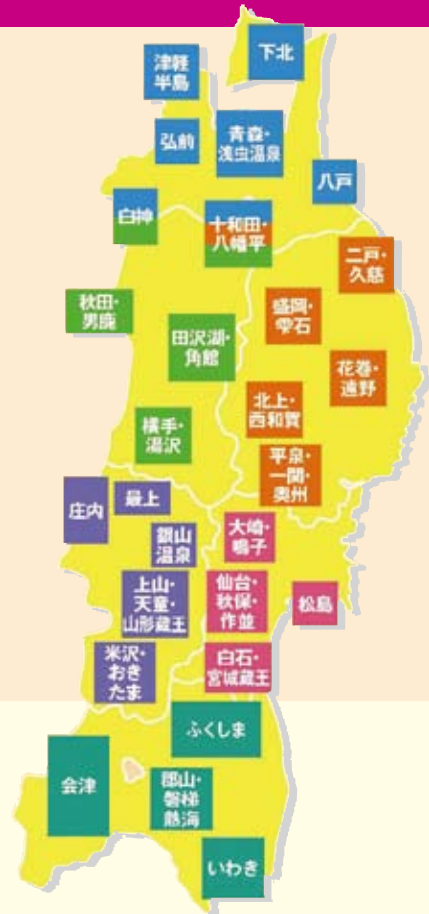 下北
津軽
半島
弘前
青森・
浅虫温泉
八戸
白神
十和田・
八幡平
二戸・
久慈
秋田・
男鹿
盛岡・
雫石
田沢湖・
角館
花巻・
遠野
北上・
西和賀
横手・
湯沢
平泉・
一関・
奥州
庄内
最上
大崎・
鳴子
銀山
温泉
上山・
天童・
山形蔵王
仙台・
秋保・
作並
松島
米沢・
おき
たま
白石・
宮城蔵王
ふくしま
会津
郡山・
磐梯
熱海
いわき